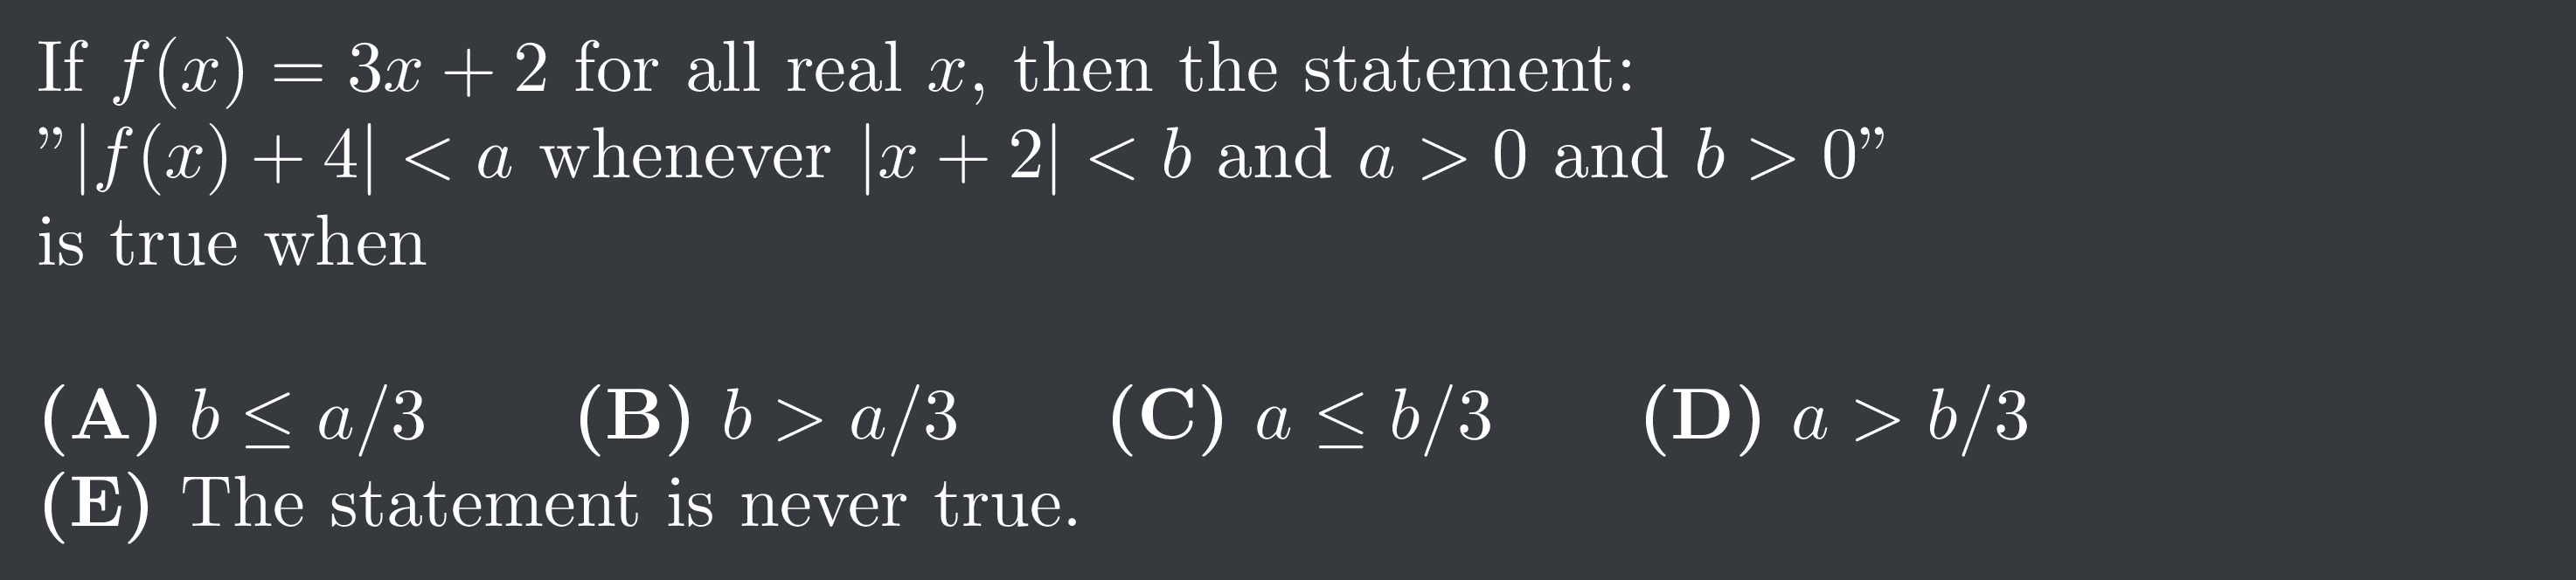 If f(x) = 3x + 2 for all real x, then the statement:
"|f(x) + 4| < a whenever |x + 2| < b and a > 0 and b > 0"
is true when
(A) b ≤ a/3 (B) b > a/3 (C) a ≤ b/3 (D) a > b/3
(E) The statement is never true.